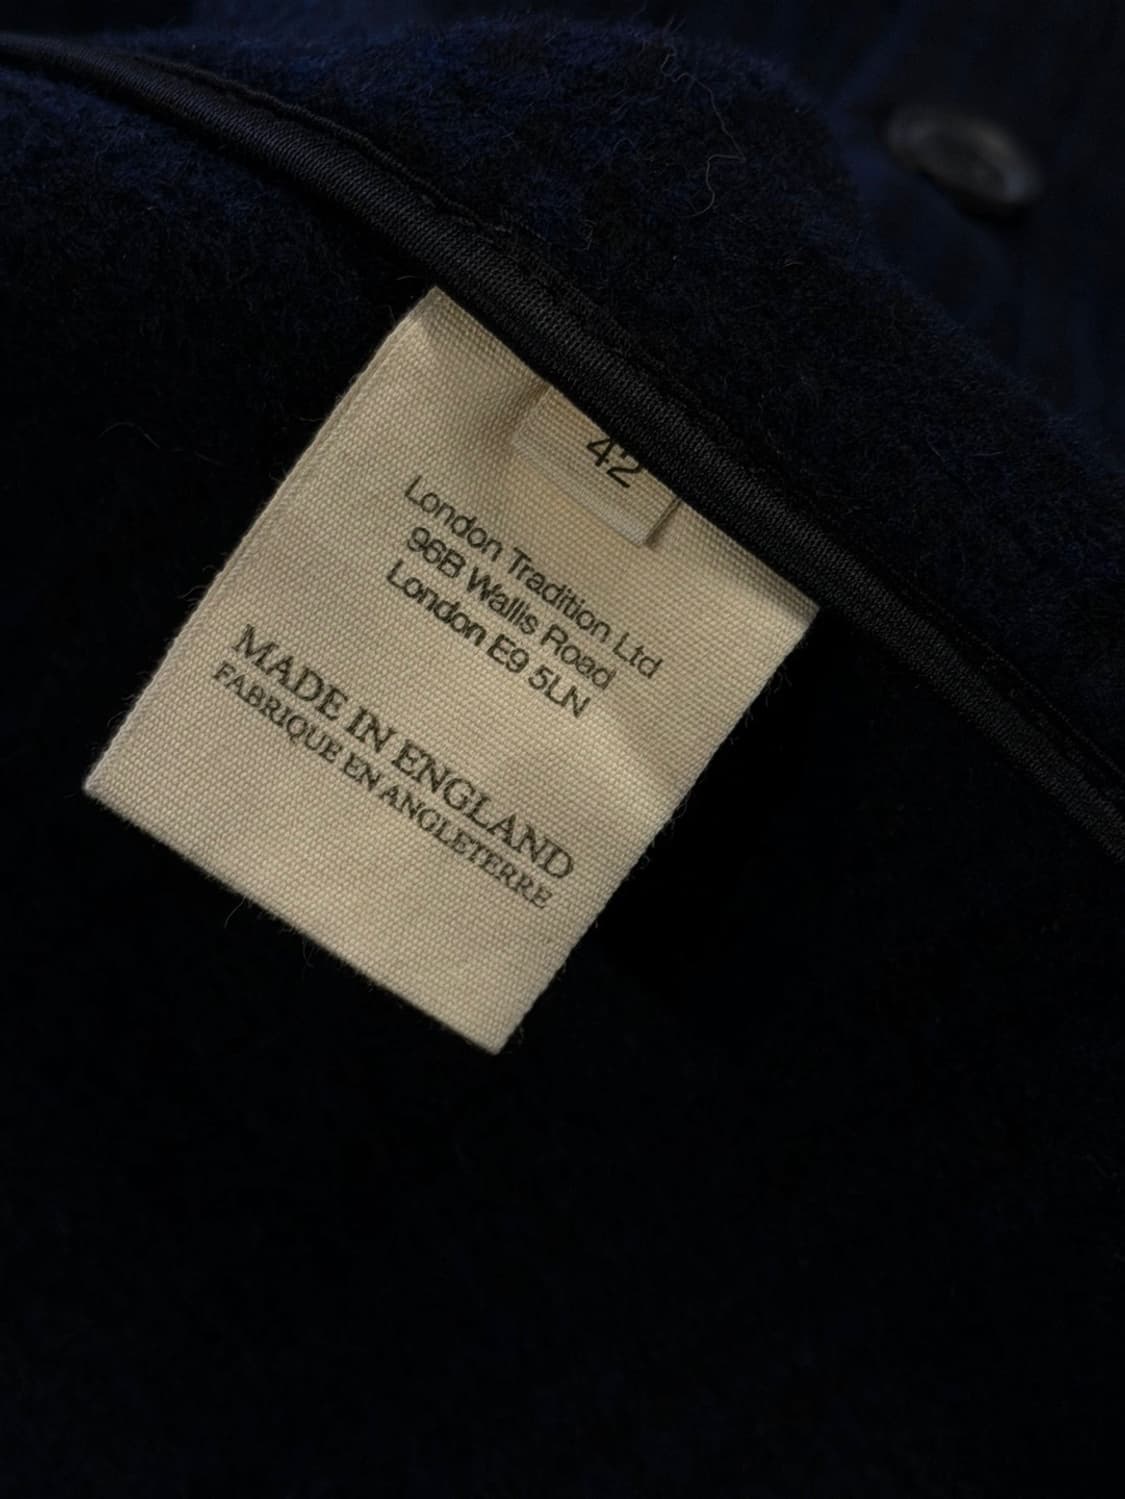 42
London Tradition Ltd
96B Wallis Road
London E9 5LN
MADE IN ENGLAND
FABRIQUE EN ANGLETERRE